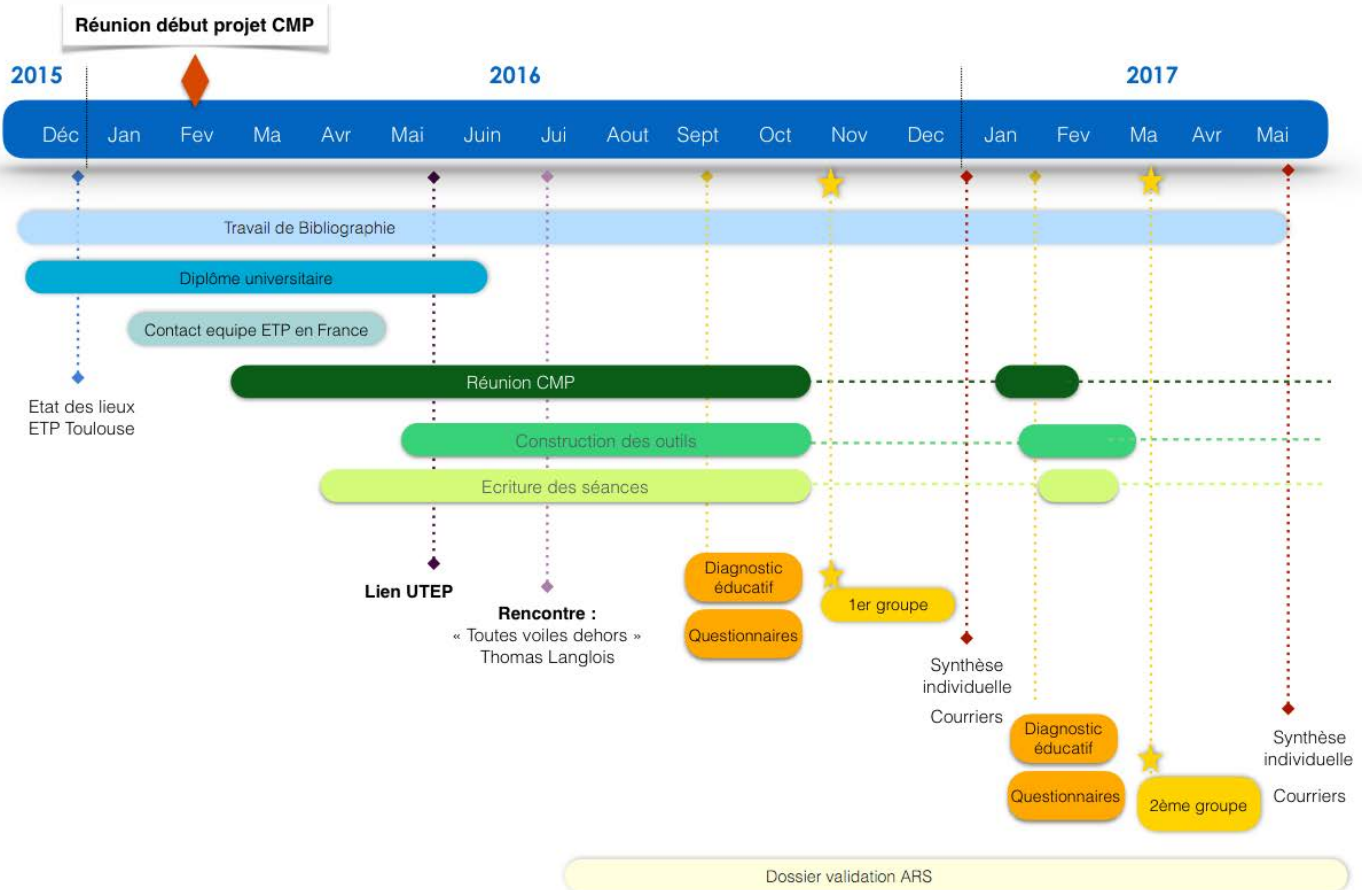 Réunion début projet CMP
2015
2016
2017
Déc Jan Fev Ma Avr Mai Juin Jui Aout Sept Oct Nov Dec Jan Fev Ma Avr Mai
Travail de Bibliographie
Diplôme universitaire
Contact equipe ETP en France
Réunion CMP
Etat des lieux
ETP Toulouse
Construction des outils
Ecriture des séances
Lien UTEP
Rencontre :
« Toutes voiles dehors »
Thomas Langlois
Diagnostic
éducatif
Questionnaires
1er groupe
Synthèse
individuelle
Courriers
Diagnostic
éducatif
Questionnaires
2ème groupe
Synthèse
individuelle
Courriers
Dossier validation ARS